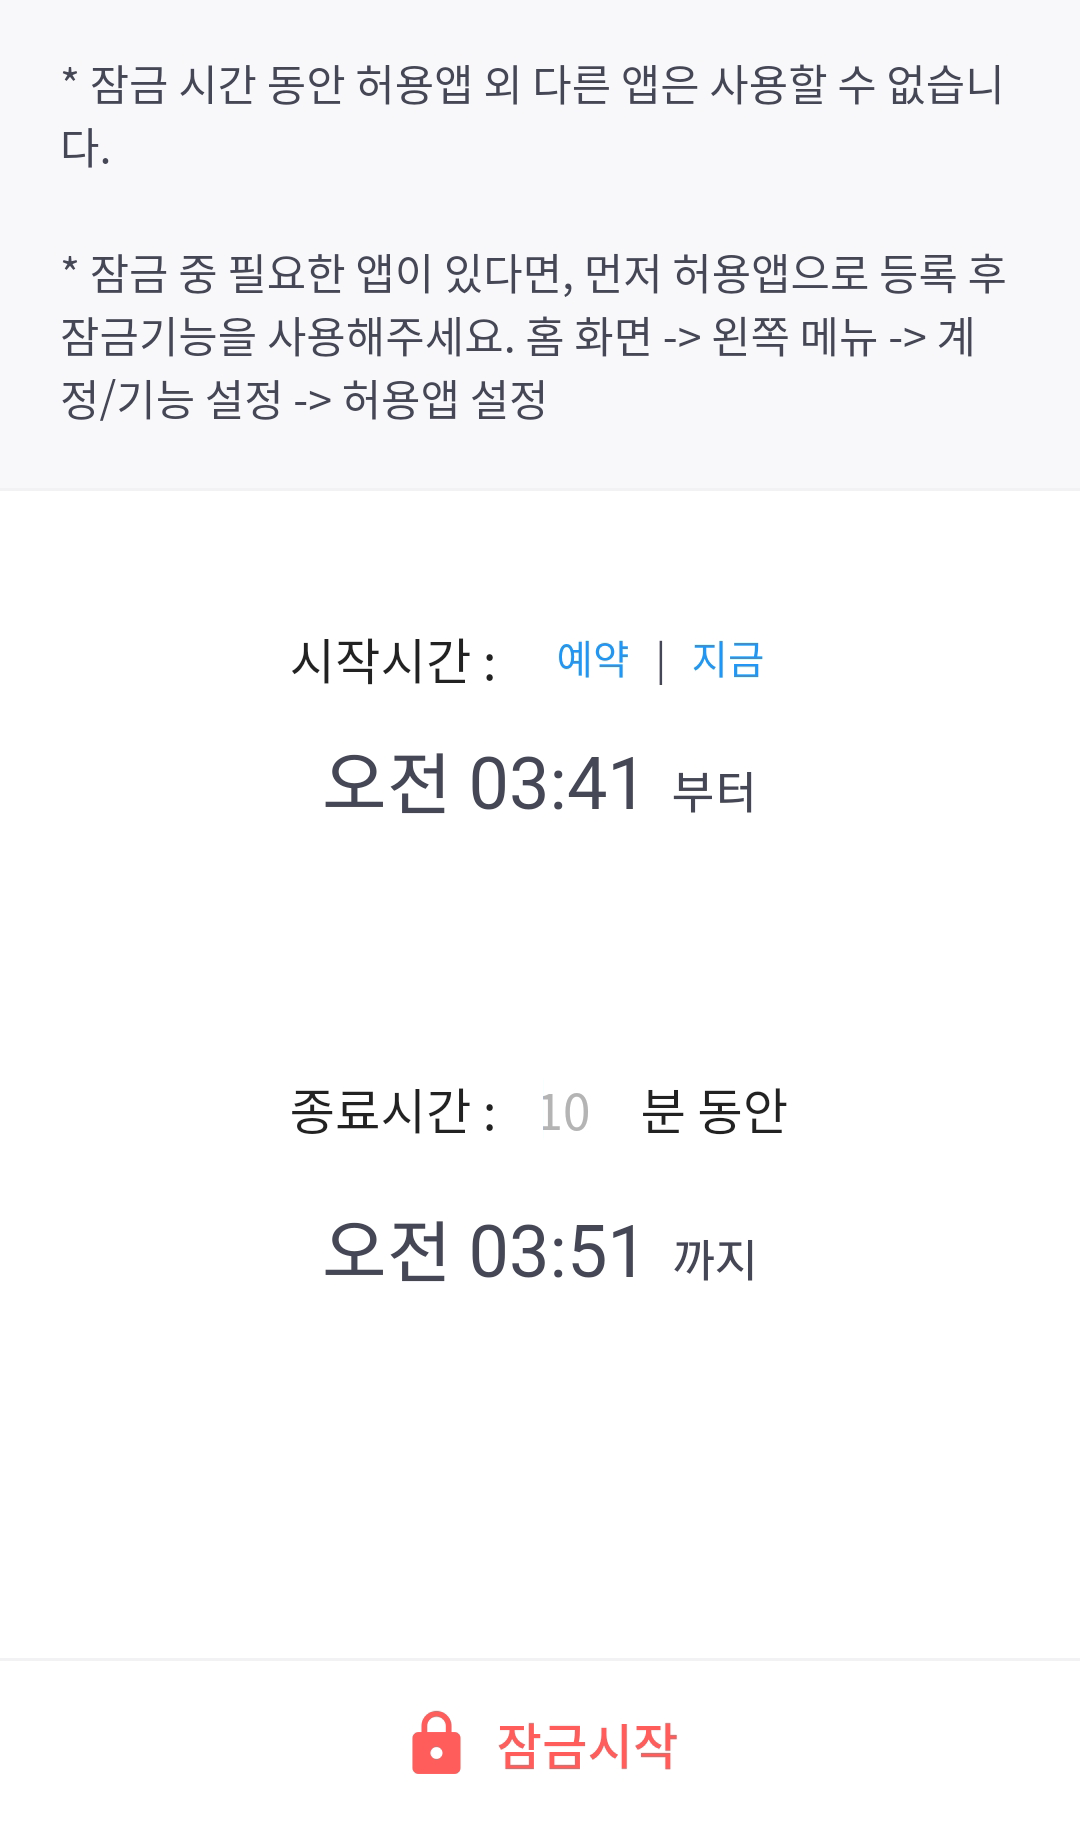 * 잠금 시간 동안 허용앱 외 다른 앱은 사용할 수 없습니
다.
* 잠금 중 필요한 앱이 있다면, 먼저 허용앱으로 등록 후
잠금기능을 사용해주세요. 홈 화면 -> 왼쪽 메뉴 -> 계
정/기능 설정 -> 허용앱 설정
시작시간 : 예약 | 지금
오전 03:41 부터
종료시간 : 10 분 동안
오전 03:51 까지
잠금시작